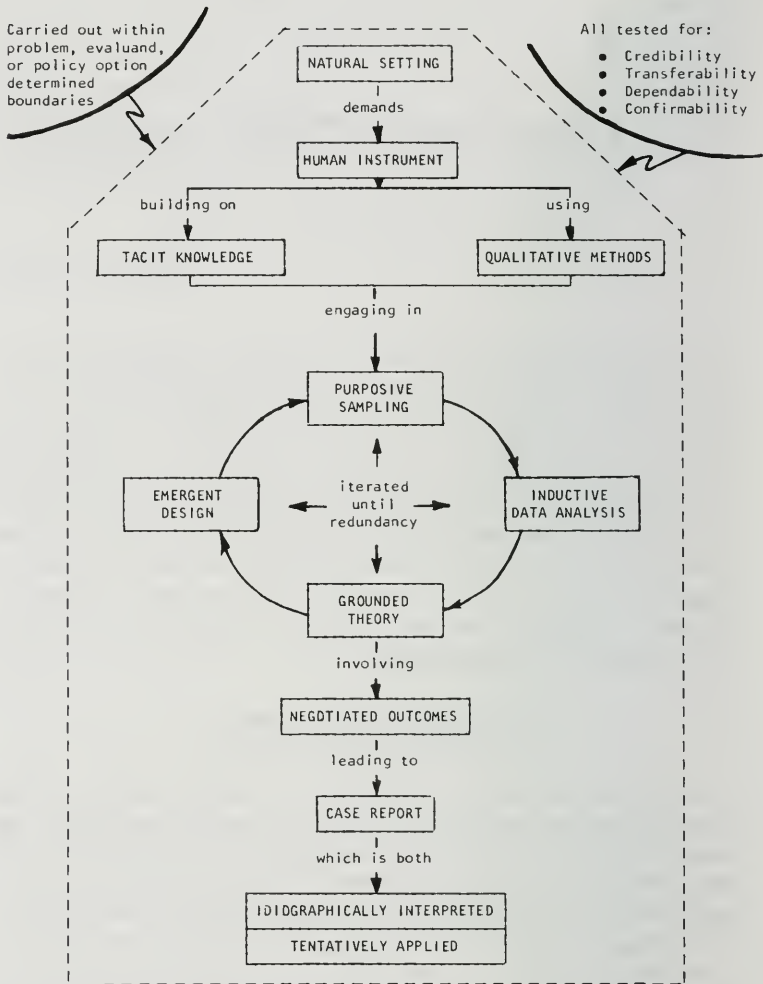 Carried out within
problem, evaluand,
or policy option
determined
boundaries
All tested for:
• Credibility
• Transferability
• Dependability
• Confirmability
NATURAL SETTING
demands
HUMAN INSTRUMENT
building on
using
TACIT KNOWLEDGE
QUALITATIVE METHODS
engaging in
PURPOSIVE
SAMPLING
EMERGENT
DESIGN
iterated
until
redundancy
INDUCTIVE
DATA ANALYSIS
GROUNDED
THEORY
involving
NEGDTIATED OUTCOMES
leading to
CASE REPORT
which is both
IDIDGRAPHICALLY INTERPRETED
TENTATIVELY APPLIED